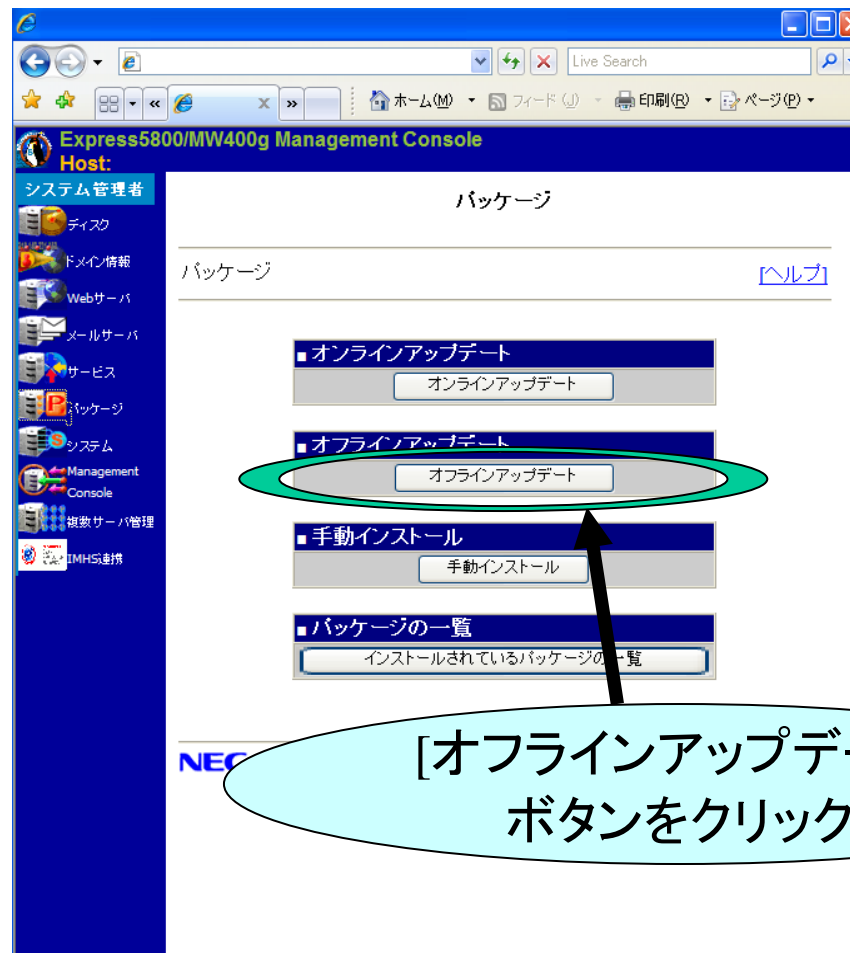 Live Search
ホーム(M)
フィード(J)
印刷(R)
ページ(P)
Express5800/MW400g Management Console
Host:
システム管理者
ディスク
ドメイン情報
Webサーバ
メールサーバ
サービス
パッケージ
システム
Management
Console
複数サーバ管理
IMHS連携
パッケージ
パッケージ
[ヘルプ]
■オンラインアップデート
オンラインアップデート
■オフラインアップデート
オフラインアップデート
■手動インストール
手動インストール
■パッケージの一覧
インストールされているパッケージの一覧
NEC
[オフラインアップデー
ボタンをクリック